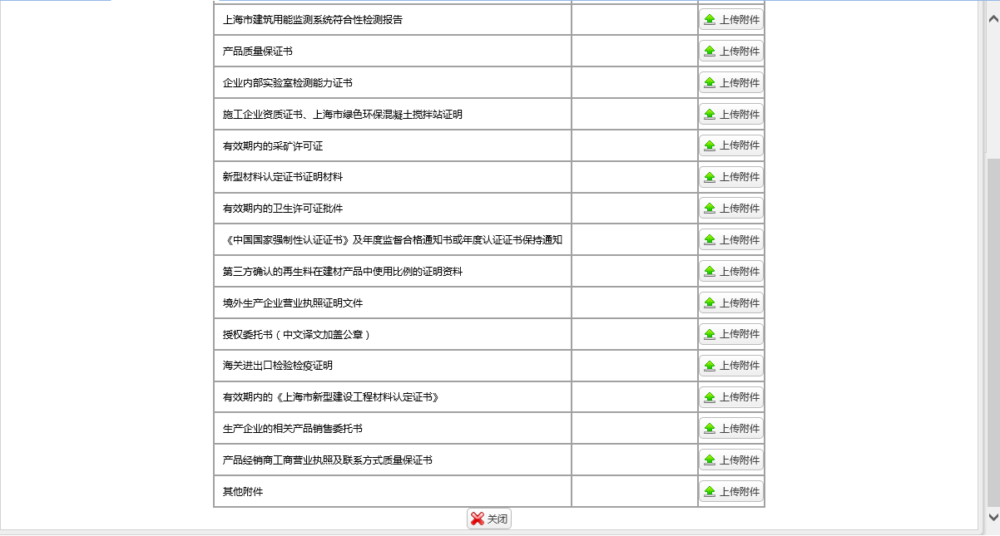 上海市建筑用能监测系统符合性检测报告 上传附件
产品质量保证书 上传附件
企业内部实验室检测能力证书 上传附件
施工企业资质证书、上海市绿色环保混凝土搅拌站证明 上传附件
有效期内的采矿许可证 上传附件
新型材料认定证书证明材料 上传附件
有效期内的卫生许可证批件 上传附件
《中国国家强制性认证证书》及年度监督合格通知书或年度认证证书保持通知 上传附件
第三方确认的再生料在建材产品中使用比例的证明资料 上传附件
境外生产企业营业执照证明文件 上传附件
授权委托书（中文译文加盖公章） 上传附件
海关进出口检验检疫证明 上传附件
有效期内的《上海市新型建设工程材料认定证书》 上传附件
生产企业的相关产品销售委托书 上传附件
产品经销商工商营业执照及联系方式质量保证书 上传附件
其他附件 上传附件
关闭